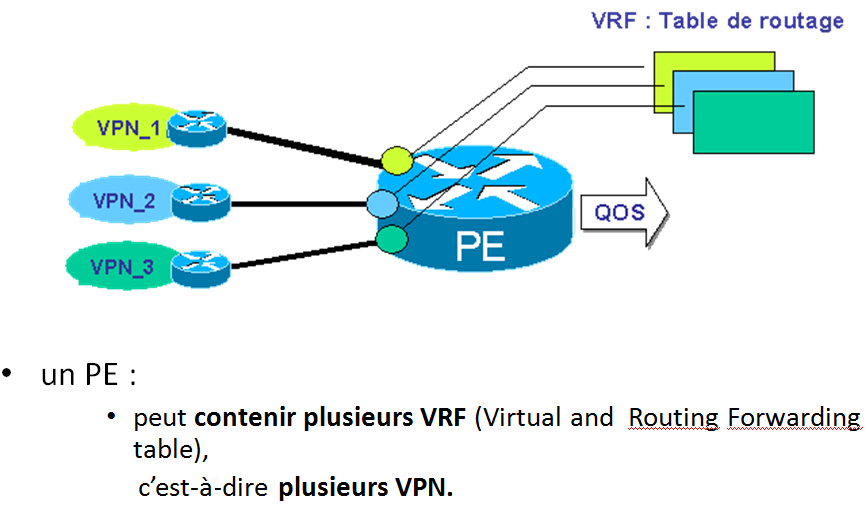 VRF : Table de routage
VPN_1
VPN_2
VPN_3
PE
QOS
• un PE :
• peut contenir plusieurs VRF (Virtual and Routing Forwarding
table),
c’est-à-dire plusieurs VPN.